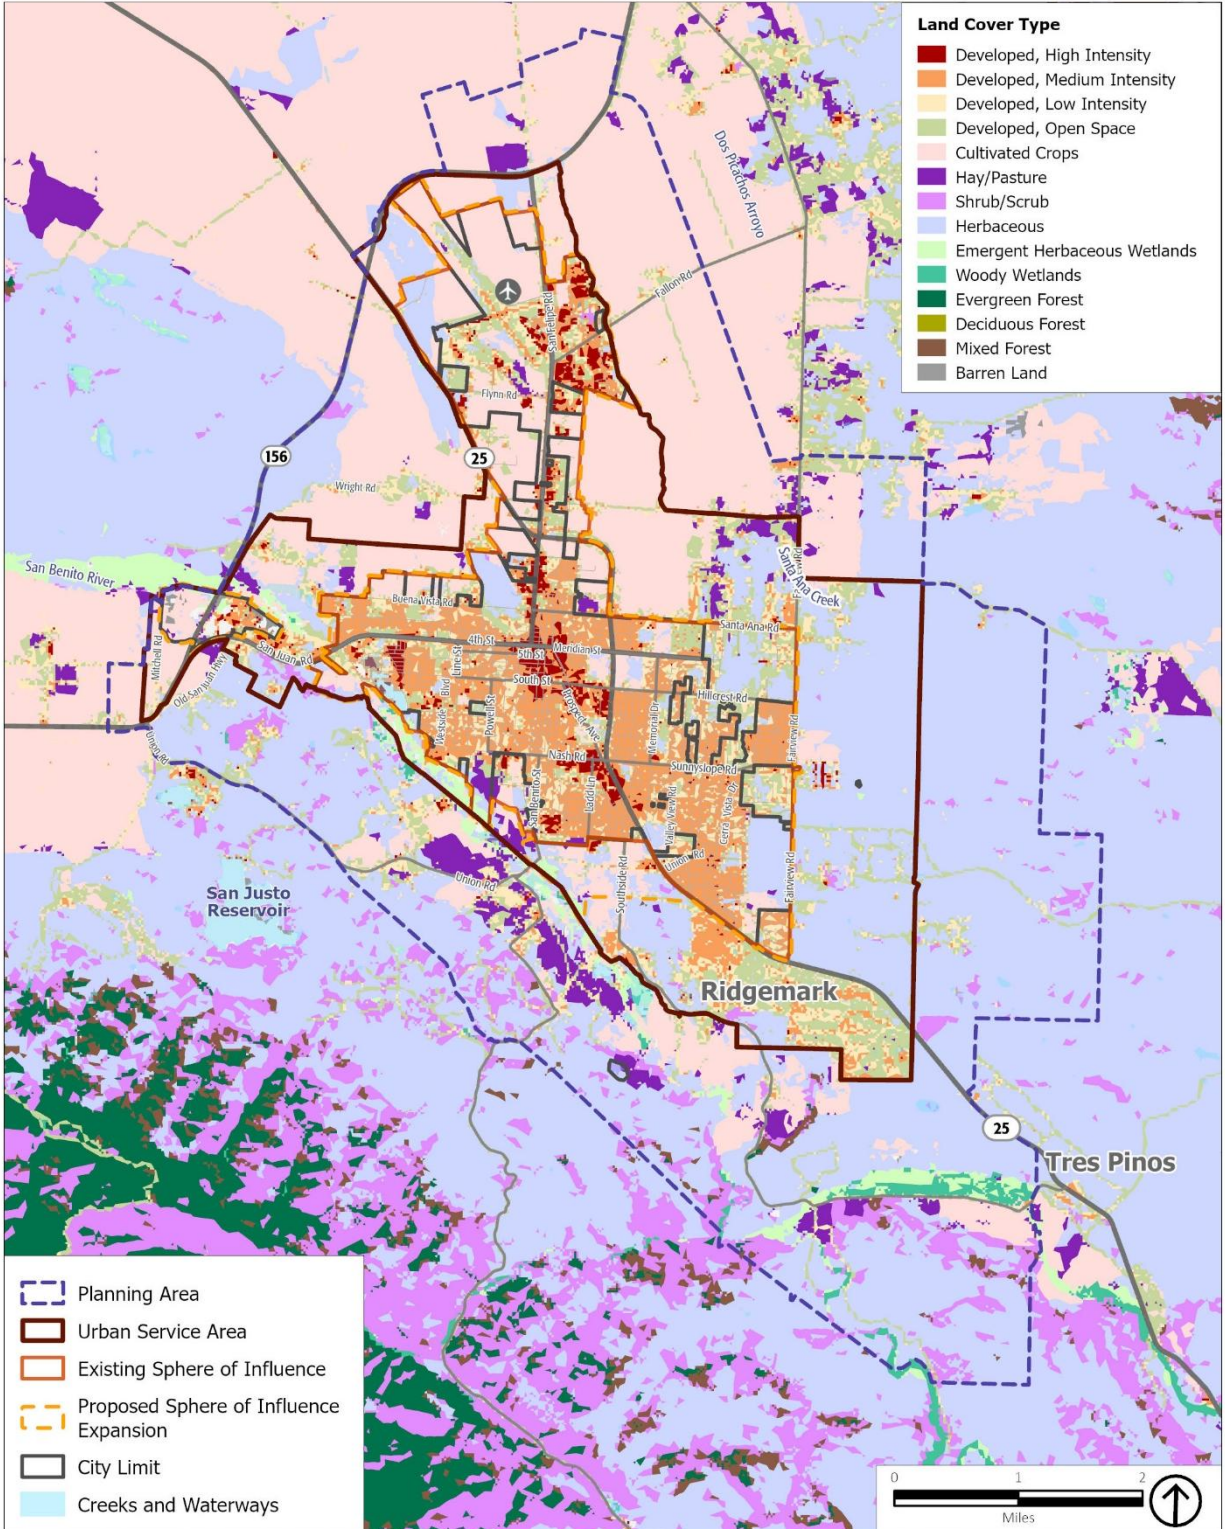 Land Cover Type
Developed, High Intensity
Developed, Medium Intensity
Developed, Low Intensity
Developed, Open Space
Cultivated Crops
Hay/Pasture
Shrub/Scrub
Herbaceous
Emergent Herbaceous Wetlands
Woody Wetlands
Evergreen Forest
Deciduous Forest
Mixed Forest
Barren Land
Dos Picachos Arroyo
Fallon Rd
San Felipe Rd
Flynn Rd
156
25
Wright Rd
San Benito River
Santa Ana Creek
Buena Vista Rd
Santa Ana Rd
Mitchell Rd
San Juan Rd
Old San Juan Hwy
4th St
Meridian St
5th St
Line St
South St
Hillcrest Rd
Westside Blvd
Powell St
Prospect Ave
Memorial Dr
Fairview Rd
Union Rd
Nash Rd
Sunnyslope Rd
San Benito St
Ladd Ln
Valley View Rd
Cerra Vista Dr
Union Rd
Fairview Rd
Southside Rd
Union Rd
San Justo
Reservoir
Ridgemark
25
Tres Pinos
Planning Area
Urban Service Area
Existing Sphere of Influence
Proposed Sphere of Influence
Expansion
City Limit
Creeks and Waterways
0 1 2
Miles